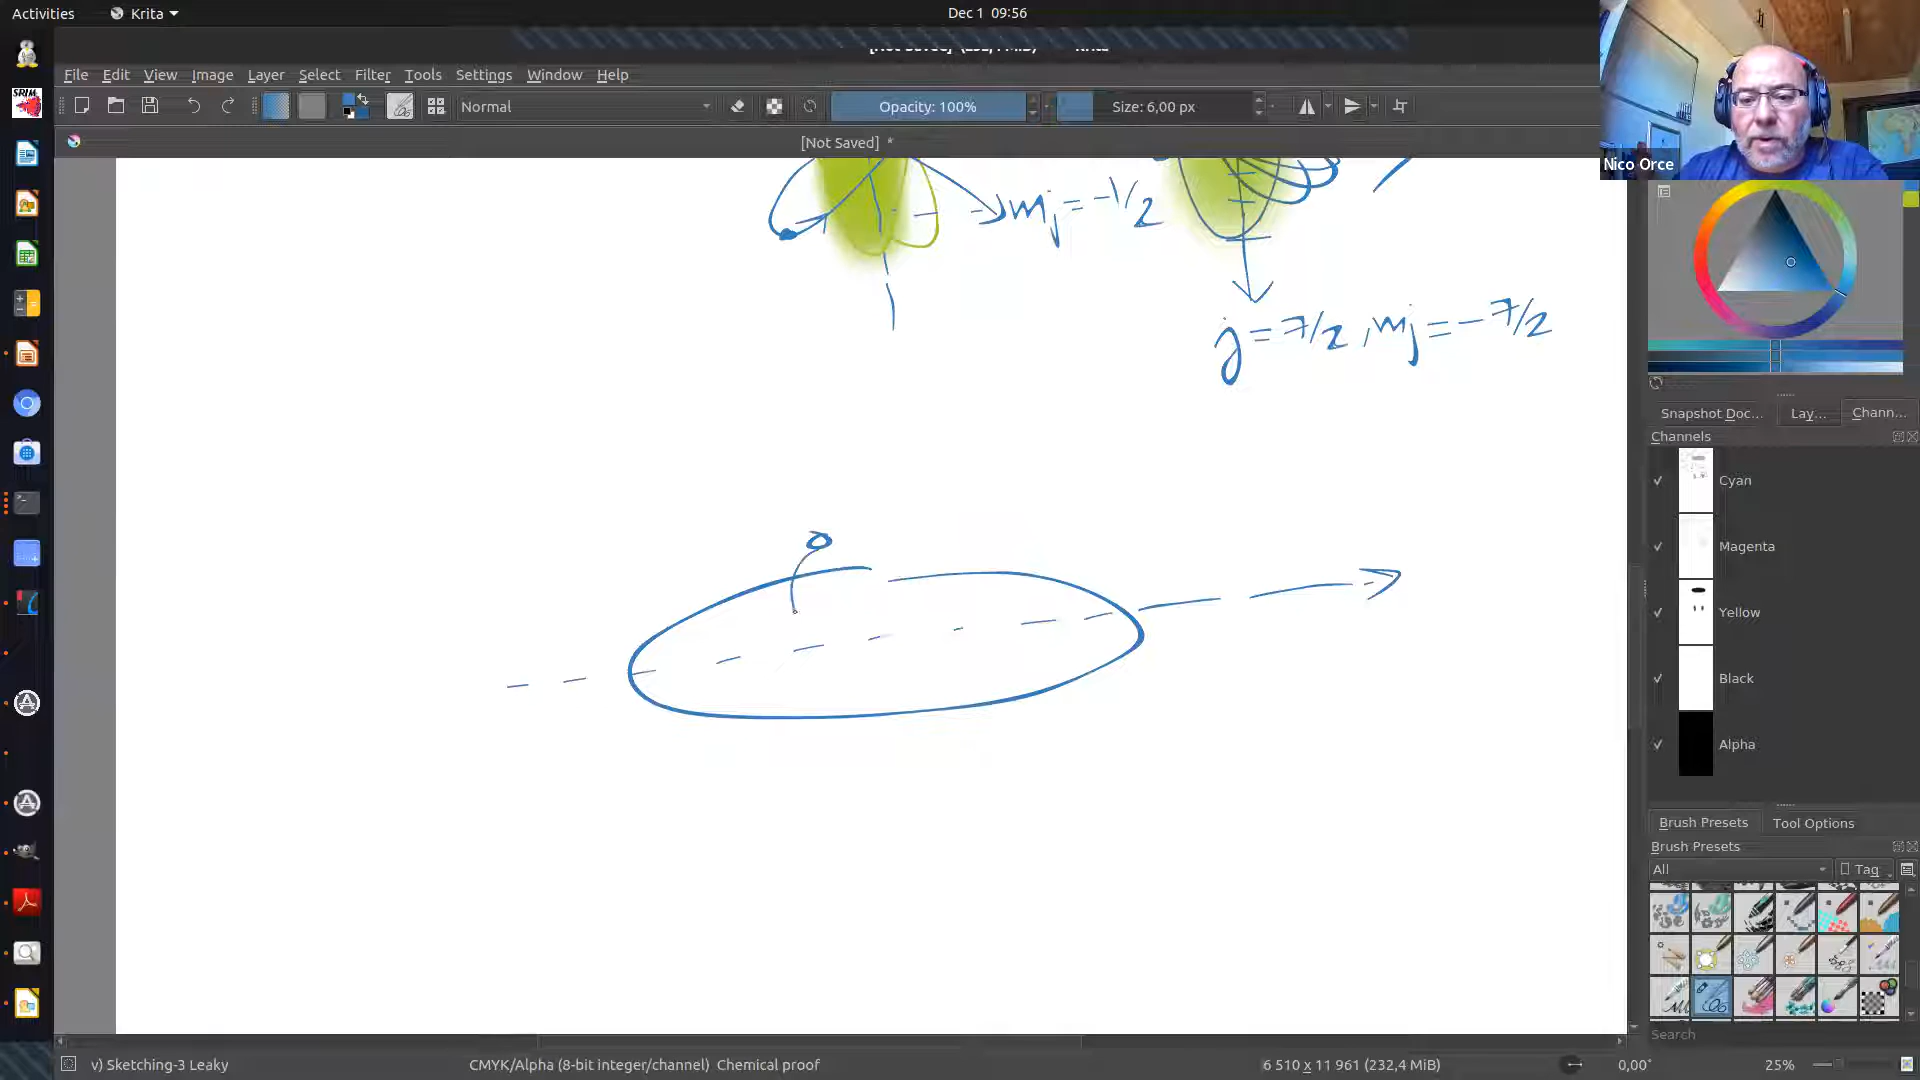 Activities Krita Dec 1 09:56
File Edit View Image Layer Select Filter Tools Settings Window Help
SRIM
Normal Opacity: 100% Size: 6,00 px
[Not Saved] *
Nico Orce
mj = -1/2
j = 7/2, mj = -7/2
Snapshot Doc... Lay... Chann...
Channels
Cyan
Magenta
Yellow
Black
Alpha
Brush Presets Tool Options
Brush Presets
All Tag
Search
v) Sketching-3 Leaky CMYK/Alpha (8-bit integer/channel) Chemical proof 6 510 x 11 961 (232,4 MiB) 0,00° 25%